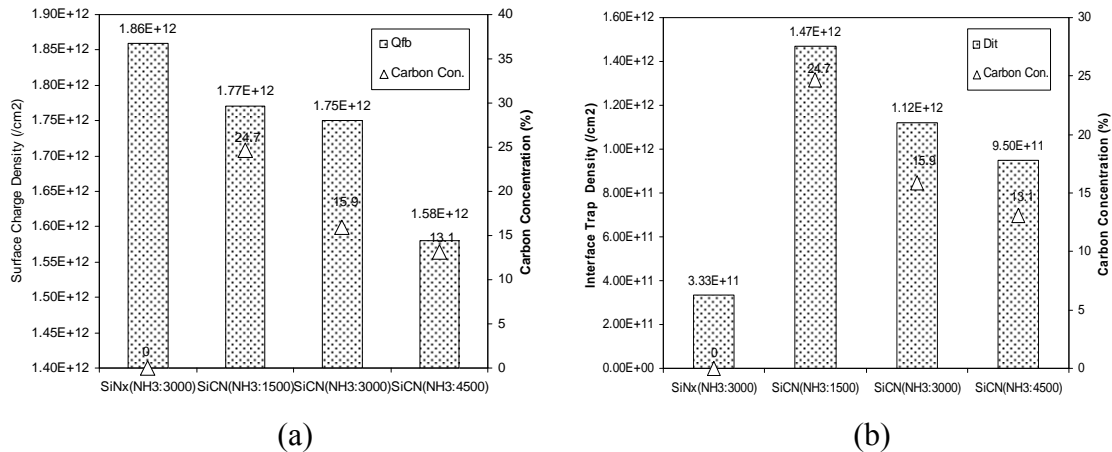 1.90E+12
1.85E+12
1.80E+12
1.75E+12
1.70E+12
1.65E+12
1.60E+12
1.55E+12
1.50E+12
1.45E+12
1.40E+12
Surface Charge Density (/cm2)
1.86E+12
1.77E+12
1.75E+12
1.58E+12
0
24.7
15.9
13.1
Qfb
Carbon Con.
40
35
30
25
20
15
10
5
0
Carbon Concentration (%)
SiNx(NH3:3000) SiCN(NH3:1500) SiCN(NH3:3000) SiCN(NH3:4500)
(a)
1.60E+12
1.40E+12
1.20E+12
1.00E+12
8.00E+11
6.00E+11
4.00E+11
2.00E+11
0.00E+00
Interface Trap Density (/cm2)
3.33E+11
1.47E+12
1.12E+12
9.50E+11
0
24.7
15.9
13.1
Dit
Carbon Con.
30
25
20
15
10
5
0
Carbon Concentration (%)
SiNx(NH3:3000) SiCN(NH3:1500) SiCN(NH3:3000) SiCN(NH3:4500)
(b)